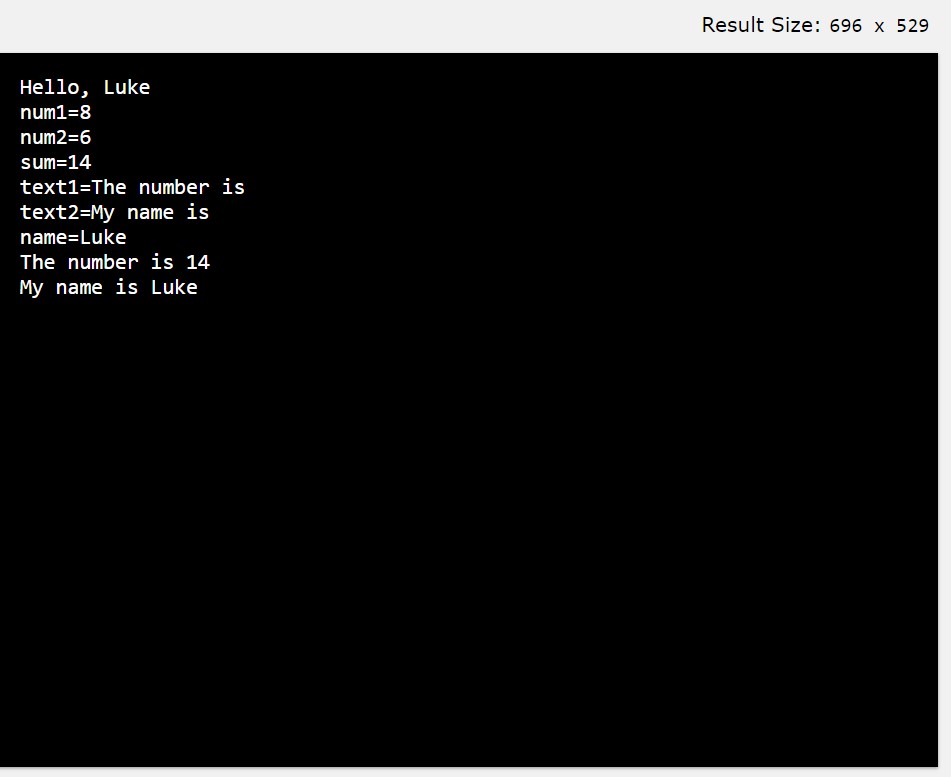 Result Size: 696 x 529
Hello, Luke
num1=8
num2=6
sum=14
text1=The number is
text2=My name is
name=Luke
The number is 14
My name is Luke